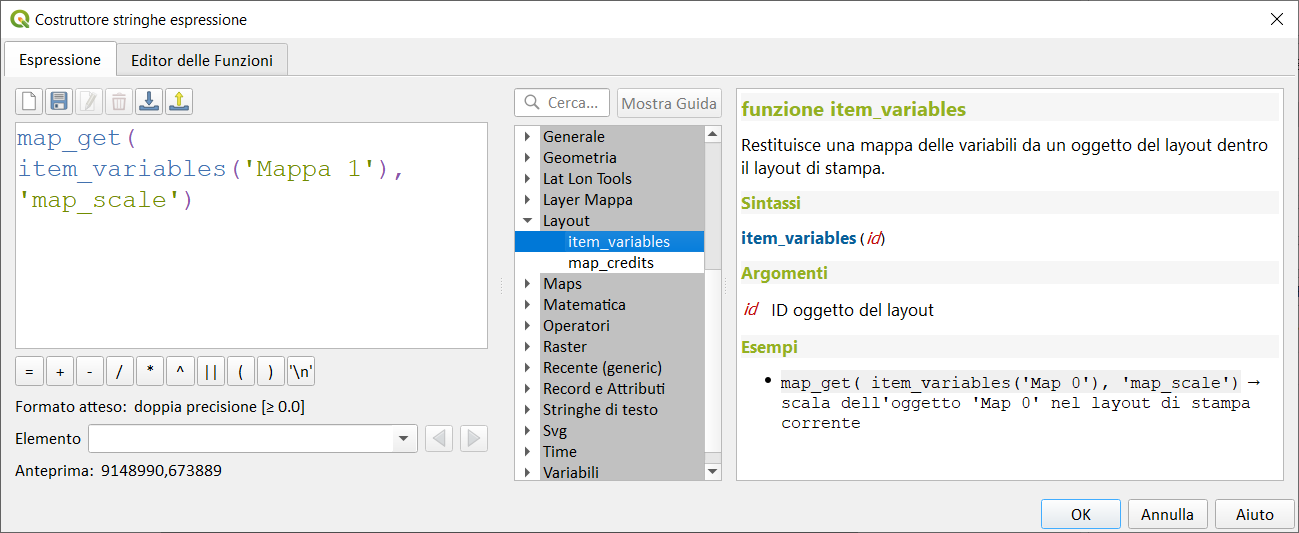 Costruttore stringhe espressione
Espressione
Editor delle Funzioni
map_get(
item_variables('Mappa 1'),
'map_scale')
= + - / * ^ || ( ) '\n'
Formato atteso: doppia precisione [≥ 0.0]
Elemento
Anteprima: 9148990,673889
Cerca...
Mostra Guida
Generale
Geometria
Lat Lon Tools
Layer Mappa
Layout
item_variables
map_credits
Maps
Matematica
Operatori
Raster
Recente (generic)
Record e Attributi
Stringhe di testo
Svg
Time
Variabili
funzione item_variables
Restituisce una mappa delle variabili da un oggetto del layout dentro
il layout di stampa.
Sintassi
item_variables(id)
Argomenti
id ID oggetto del layout
Esempi
• map_get( item_variables('Map 0'), 'map_scale') →
scala dell'oggetto 'Map 0' nel layout di stampa
corrente
OK
Annulla
Aiuto